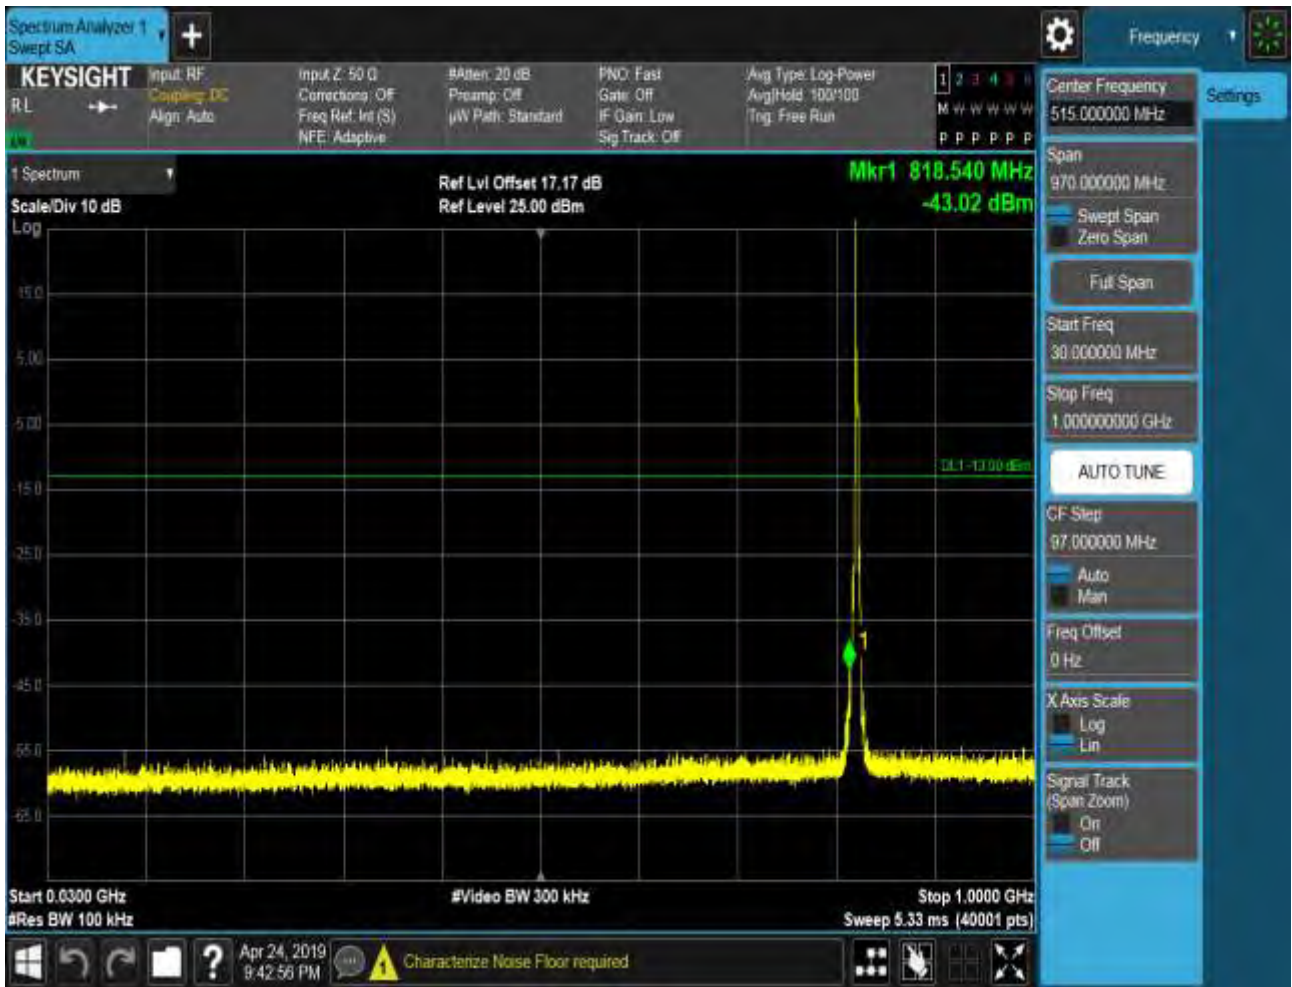 Spectrum Analyzer 1
Swept SA
Frequency
KEYSIGHT
RL
Input: RF
Coupling: DC
Align: Auto
Input Z: 50 Ω
Corrections: Off
Freq Ref: Int (S)
NFE: Adaptive
#Atten: 20 dB
Preamp: Off
µW Path: Standard
PNO: Fast
Gate: Off
IF Gain: Low
Sig Track: Off
Avg Type: Log-Power
Avg|Hold: 100/100
Trig: Free Run
1 2 3 4 5 6
M W W W W W
P P P P P P
1 Spectrum
Scale/Div 10 dB
Log
Ref Lvl Offset 17.17 dB
Ref Level 25.00 dBm
Mkr1 818.540 MHz
-43.02 dBm
15.0
5.00
-5.00
DL1 -13.00 dBm
-15.0
-25.0
-35.0
1
-45.0
-55.0
-65.0
Start 0.0300 GHz
#Res BW 100 kHz
#Video BW 300 kHz
Stop 1.0000 GHz
Sweep 5.33 ms (40001 pts)
Center Frequency
515.000000 MHz
Settings
Span
970.000000 MHz
Swept Span
Zero Span
Full Span
Start Freq
30.000000 MHz
Stop Freq
1.000000000 GHz
AUTO TUNE
CF Step
97.000000 MHz
Auto
Man
Freq Offset
0 Hz
X Axis Scale
Log
Lin
Signal Track
(Span Zoom)
On
Off
?
Apr 24, 2019
9:42:56 PM
1
Characterize Noise Floor required